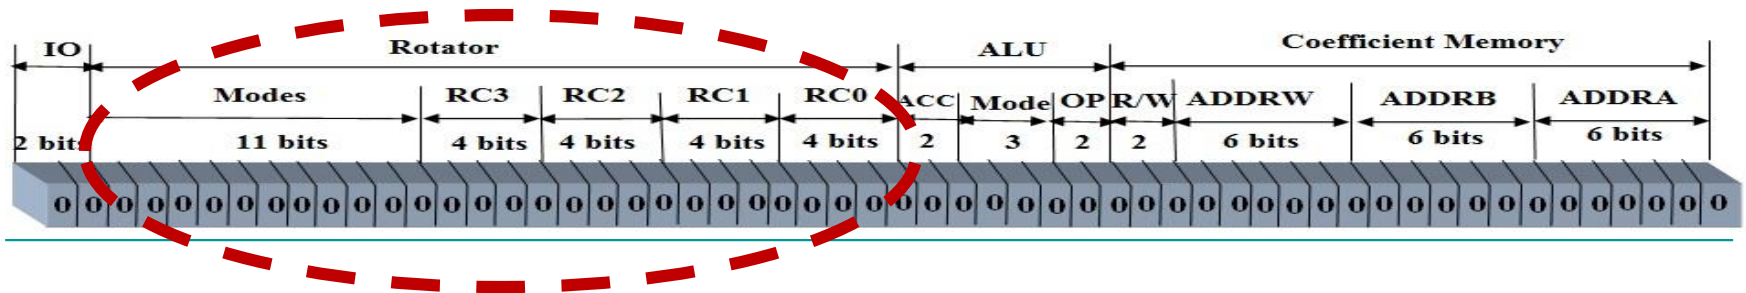 IO Rotator ALU Coefficient Memory
Modes RC3 RC2 RC1 RC0 ACC Mode OP R/W ADDRW ADDRB ADDRA
2 bits 11 bits 4 bits 4 bits 4 bits 4 bits 2 3 2 2 6 bits 6 bits 6 bits
0 0 0 0 0 0 0 0 0 0 0 0 0 0 0 0 0 0 0 0 0 0 0 0 0 0 0 0 0 0 0 0 0 0 0 0 0 0 0 0 0 0 0 0 0 0 0 0 0 0 0 0 0 0 0 0